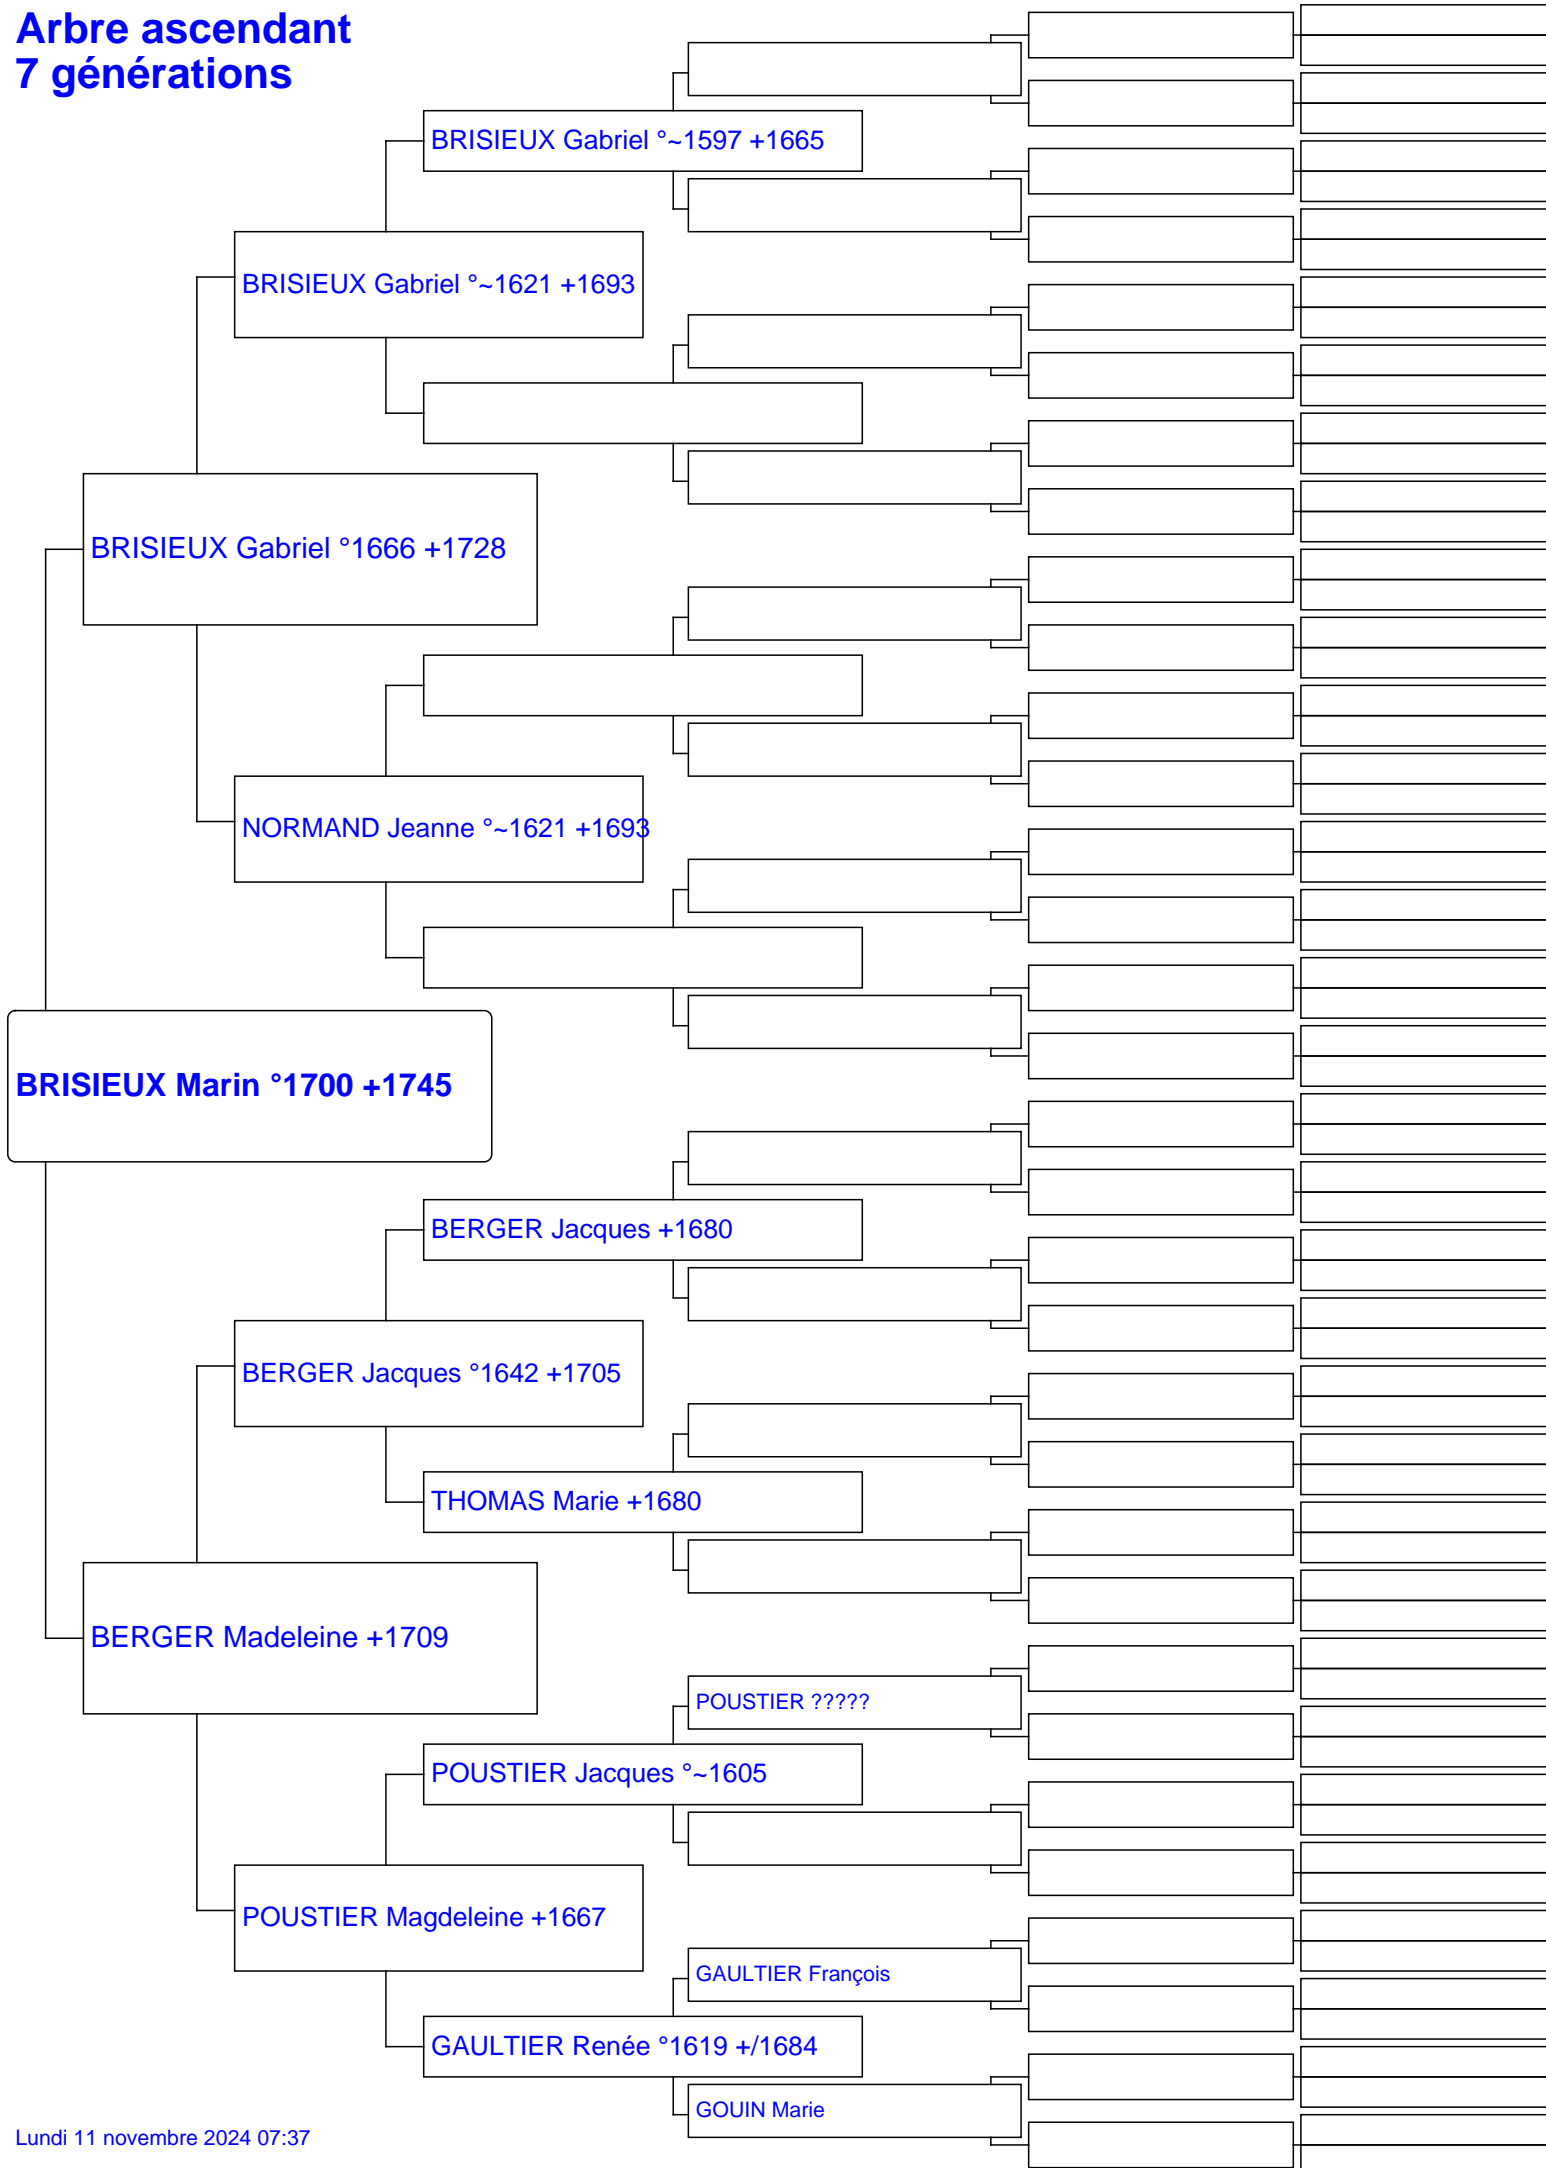 Arbre ascendant
7 générations
BRISIEUX Gabriel °~1597 +1665
BRISIEUX Gabriel °~1621 +1693
BRISIEUX Gabriel °1666 +1728
NORMAND Jeanne °~1621 +1693
BRISIEUX Marin °1700 +1745
BERGER Jacques +1680
BERGER Jacques °1642 +1705
THOMAS Marie +1680
BERGER Madeleine +1709
POUSTIER ?????
POUSTIER Jacques °~1605
POUSTIER Magdeleine +1667
GAULTIER François
GAULTIER Renée °1619 +/1684
GOUIN Marie
Lundi 11 novembre 2024 07:37